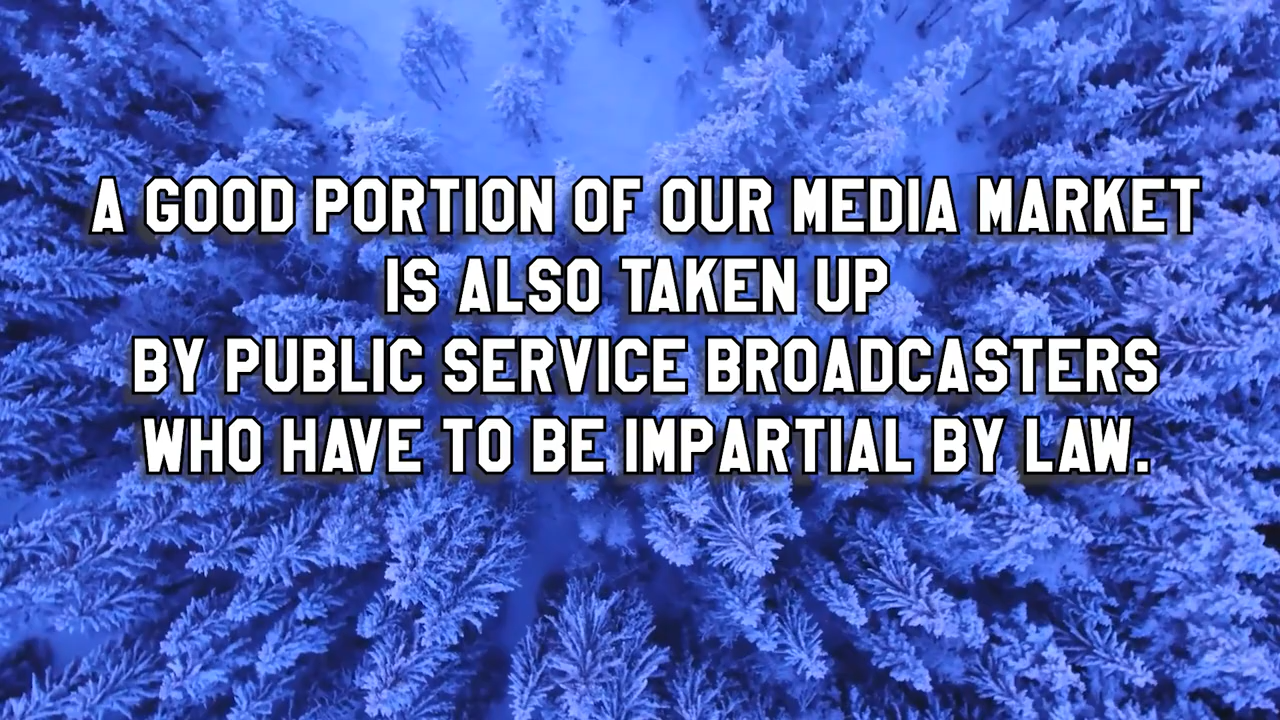 A GOOD PORTION OF OUR MEDIA MARKET
IS ALSO TAKEN UP
BY PUBLIC SERVICE BROADCASTERS
WHO HAVE TO BE IMPARTIAL BY LAW.